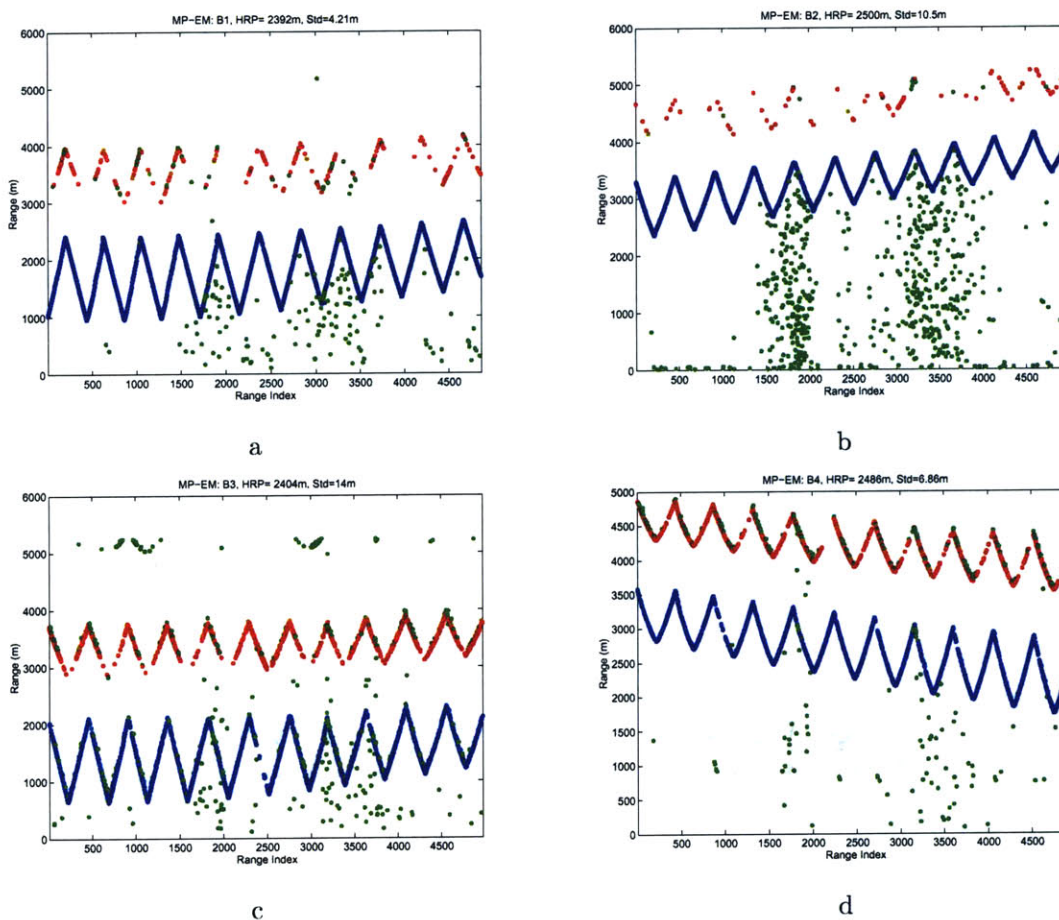 MP-EM: B1, HRP= 2392m, Std=4.21m
6000
5000
4000
3000
2000
1000
0
Range (m)
500 1000 1500 2000 2500 3000 3500 4000 4500
Range Index
a
MP-EM: B2, HRP= 2500m, Std=10.5m
6000
5000
4000
3000
2000
1000
0
Range (m)
500 1000 1500 2000 2500 3000 3500 4000 4500
Range Index
b
MP-EM: B3, HRP= 2404m, Std=14m
6000
5000
4000
3000
2000
1000
0
Range (m)
500 1000 1500 2000 2500 3000 3500 4000 4500
Range Index
c
MP-EM: B4, HRP= 2486m, Std=6.86m
5000
4500
4000
3500
3000
2500
2000
1500
1000
500
0
Range (m)
500 1000 1500 2000 2500 3000 3500 4000 4500
Range Index
d